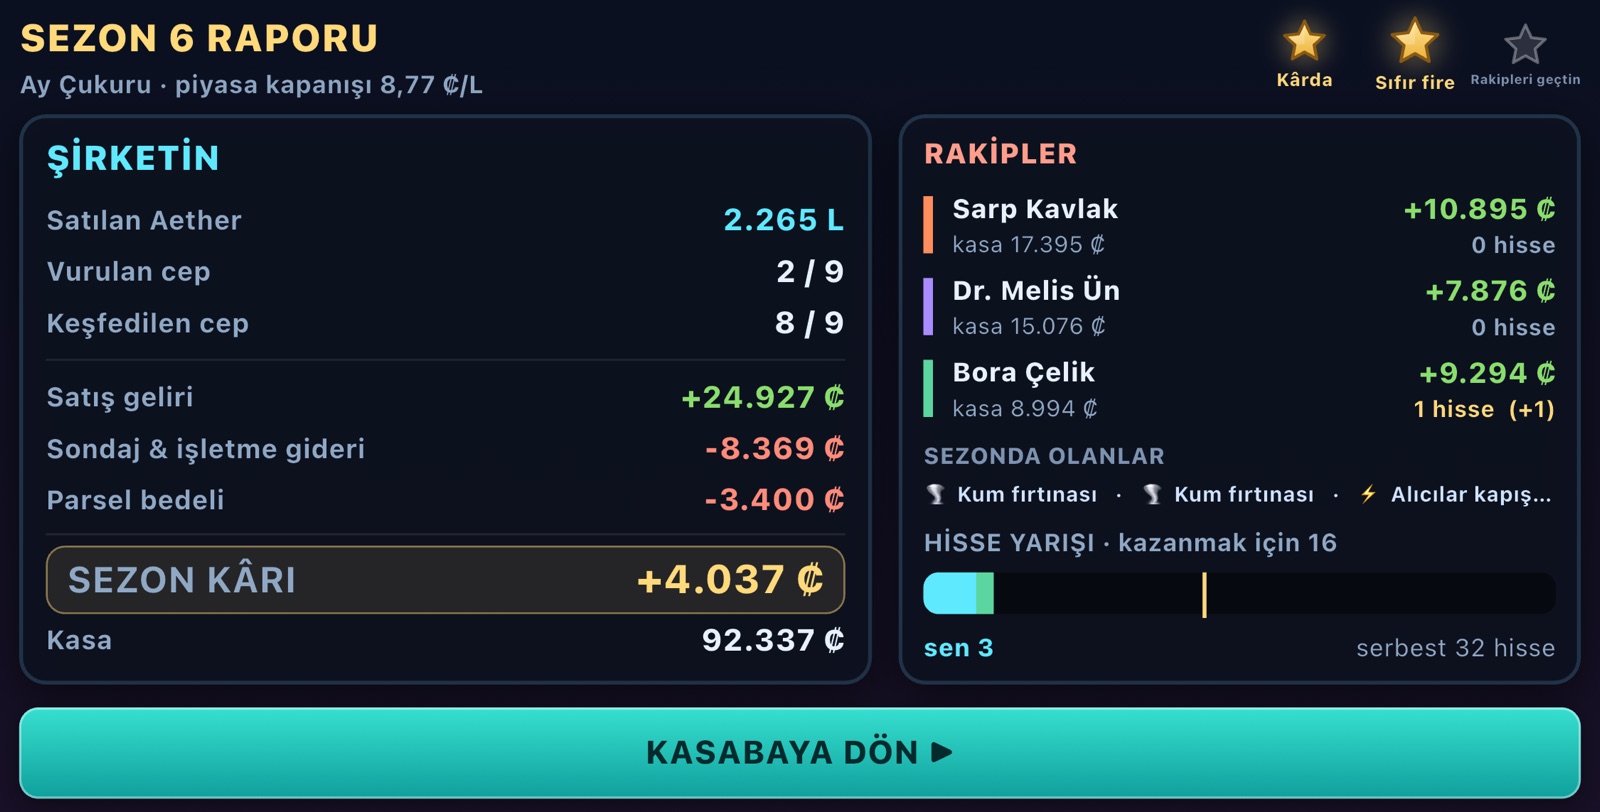 SEZON 6 RAPORU
Ay Çukuru · piyasa kapanışı 8,77 ₵/L
Kârda
Sıfır fire
Rakipleri geçtin
ŞİRKETİN
Satılan Aether 2.265 L
Vurulan cep 2 / 9
Keşfedilen cep 8 / 9
Satış geliri +24.927 ₵
Sondaj & işletme gideri -8.369 ₵
Parsel bedeli -3.400 ₵
SEZON KÂRI +4.037 ₵
Kasa 92.337 ₵
RAKİPLER
Sarp Kavlak +10.895 ₵
kasa 17.395 ₵ 0 hisse
Dr. Melis Ün +7.876 ₵
kasa 15.076 ₵ 0 hisse
Bora Çelik +9.294 ₵
kasa 8.994 ₵ 1 hisse (+1)
SEZONDA OLANLAR
Kum fırtınası · Kum fırtınası · Alıcılar kapış...
HİSSE YARIŞI · kazanmak için 16
sen 3 serbest 32 hisse
KASABAYA DÖN ▶